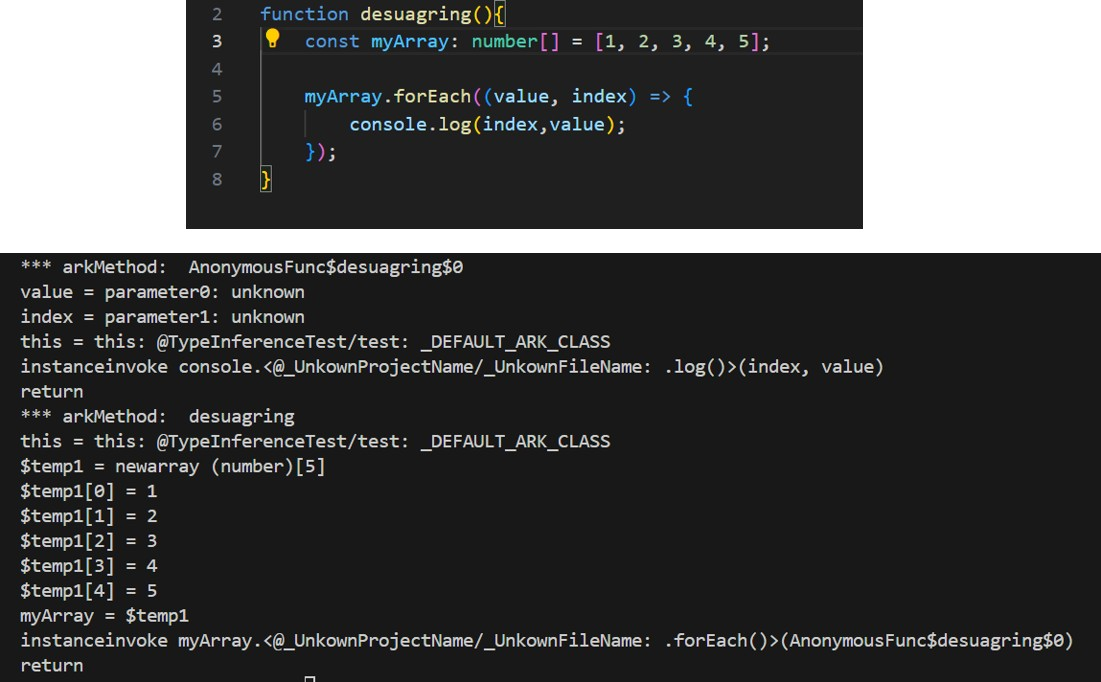 2 function desuagring(){
3 const myArray: number[] = [1, 2, 3, 4, 5];
4
5 myArray.forEach((value, index) => {
6 console.log(index,value);
7 });
8 }
*** arkMethod:  AnonymousFunc$desuagring$0
value = parameter0: unknown
index = parameter1: unknown
this = this: @TypeInferenceTest/test: _DEFAULT_ARK_CLASS
instanceinvoke console.<@_UnkownProjectName/_UnkownFileName: .log()>(index, value)
return
*** arkMethod:  desuagring
this = this: @TypeInferenceTest/test: _DEFAULT_ARK_CLASS
$temp1 = newarray (number)[5]
$temp1[0] = 1
$temp1[1] = 2
$temp1[2] = 3
$temp1[3] = 4
$temp1[4] = 5
myArray = $temp1
instanceinvoke myArray.<@_UnkownProjectName/_UnkownFileName: .forEach()>(AnonymousFunc$desuagring$0)
return